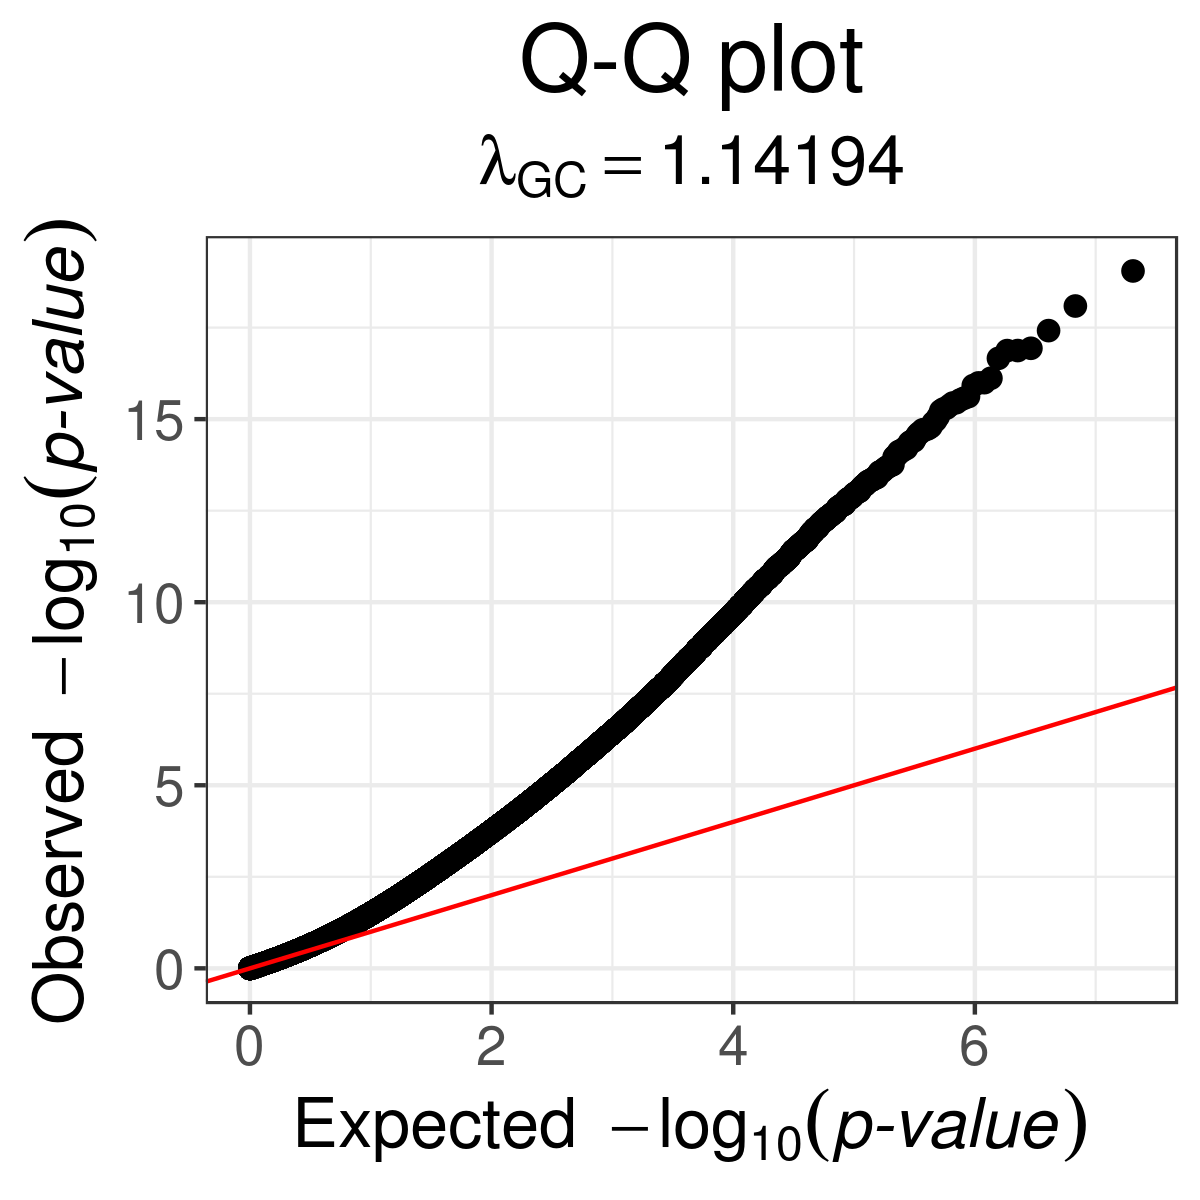 Q-Q plot
λGC = 1.14194
Observed −log10(p-value)
15
10
5
0
0 2 4 6
Expected −log10(p-value)